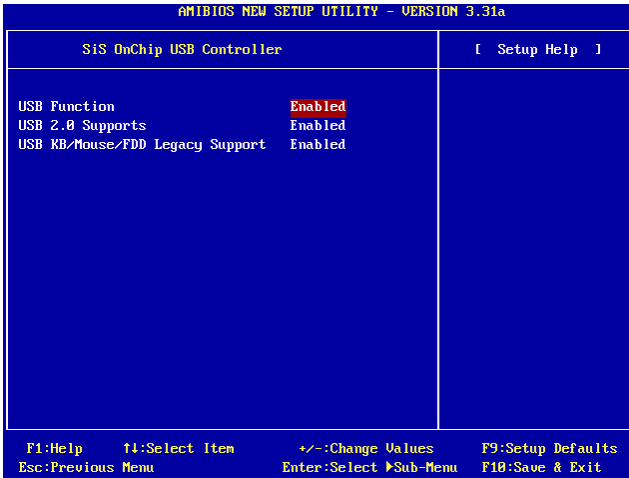 AMIBIOS NEW SETUP UTILITY - VERSION 3.31a
SiS OnChip USB Controller
[ Setup Help ]
USB Function Enabled
USB 2.0 Supports Enabled
USB KB/Mouse/FDD Legacy Support Enabled
F1:Help ↑↓:Select Item +/-:Change Values F9:Setup Defaults
Esc:Previous Menu Enter:Select ▶Sub-Menu F10:Save & Exit